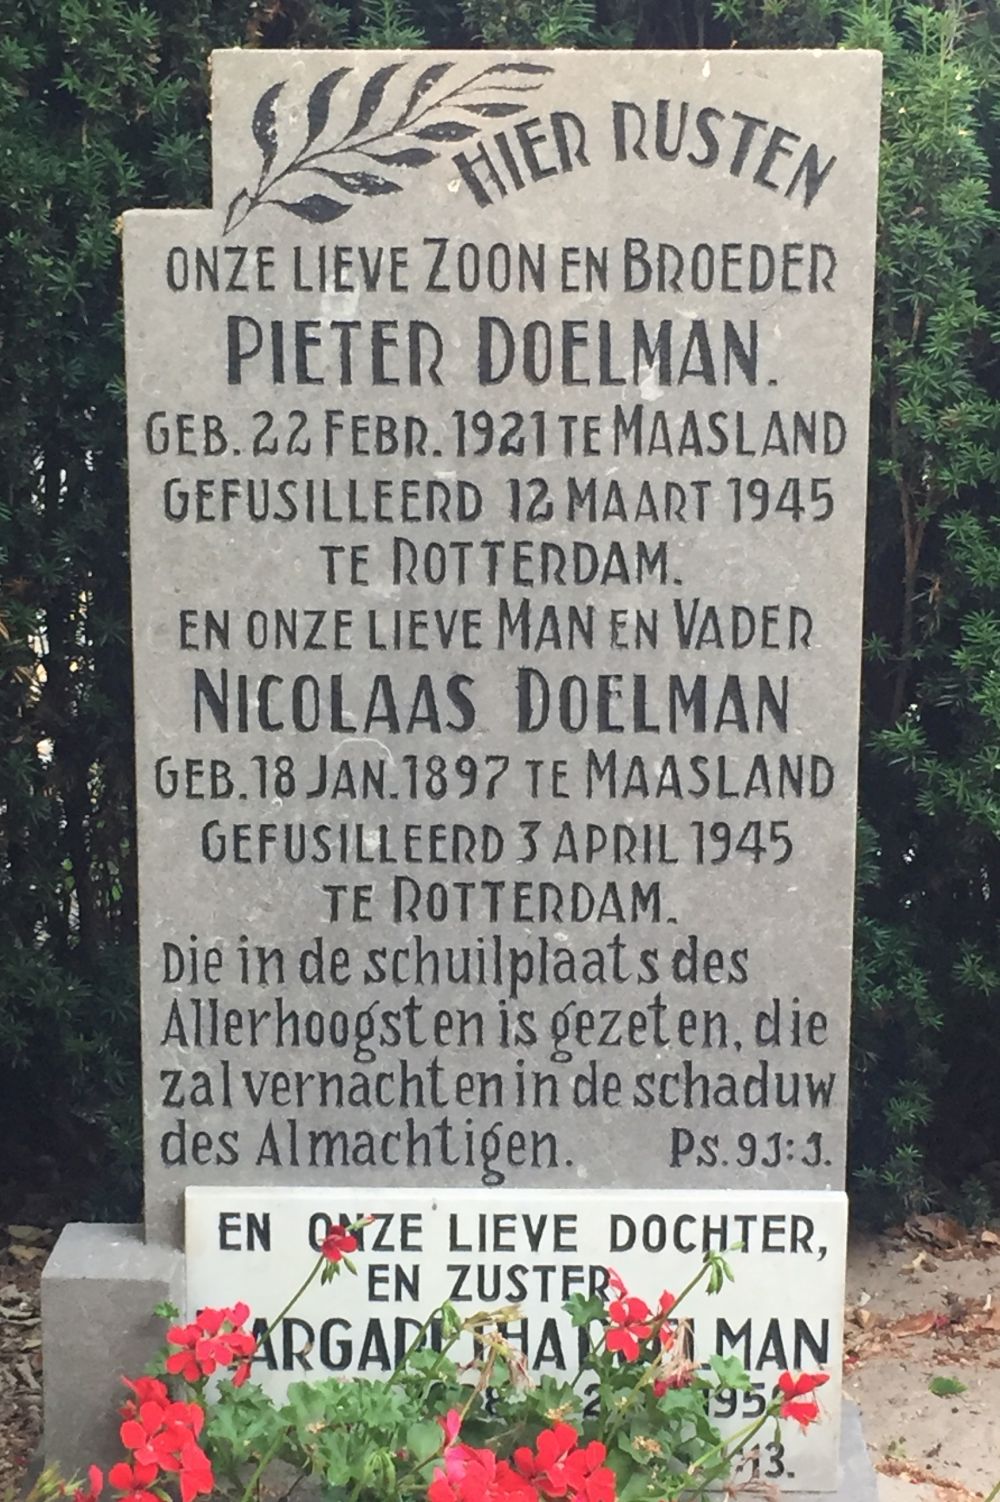 HIER RUSTEN
ONZE LIEVE ZOON EN BROEDER
PIETER DOELMAN.
GEB. 22 FEBR. 1921 TE MAASLAND
GEFUSILLEERD 12 MAART 1945
TE ROTTERDAM.
EN ONZE LIEVE MAN EN VADER
NICOLAAS DOELMAN
GEB. 18 JAN. 1897 TE MAASLAND
GEFUSILLEERD 3 APRIL 1945
TE ROTTERDAM.
Die in de schuilplaats des
Allerhoogsten is gezeten, die
zal vernachten in de schaduw
des Almachtigen. Ps. 91:1.
EN ONZE LIEVE DOCHTER,
EN ZUSTER